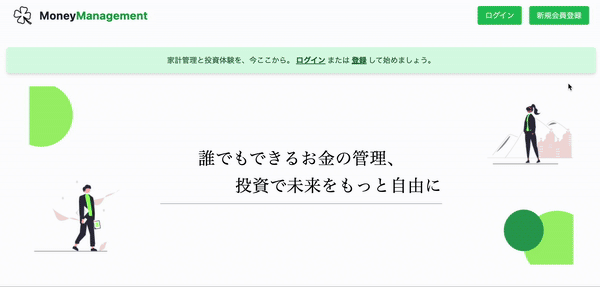 MoneyManagement
ログイン
新規会員登録
家計管理と投資体験を、今ここから。 ログイン または 登録 して始めましょう。
誰でもできるお金の管理、
投資で未来をもっと自由に